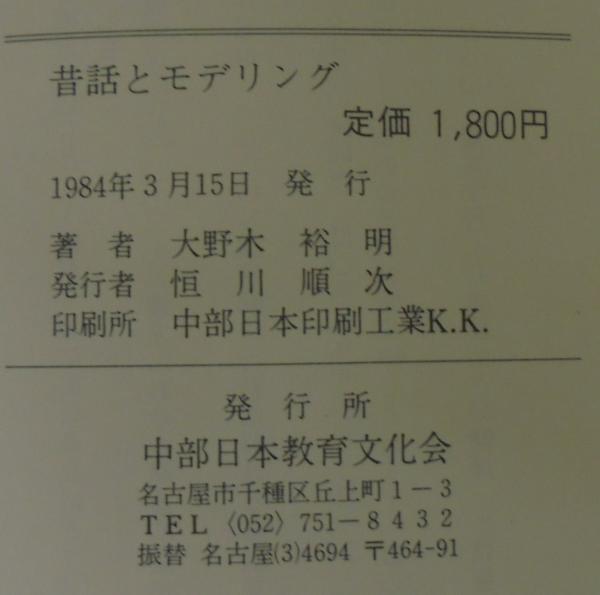 昔話とモデリング
定価 1,800円
1984年3月15日 発行
著者 大野木裕明
発行者 恒川順次
印刷所 中部日本印刷工業K.K.
発行所
中部日本教育文化会
名古屋市千種区丘上町1-3
TEL〈052〉751-8432
振替 名古屋(3)4694 〒464-91